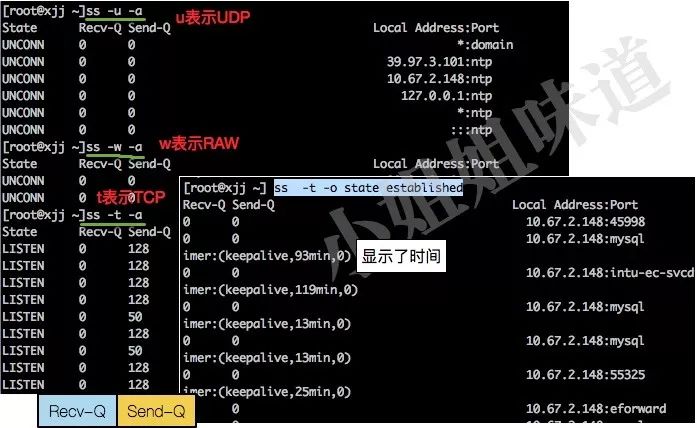 [root@xjj ~]ss -u -a
u表示UDP
State Recv-Q Send-Q Local Address:Port
UNCONN 0 0 *:domain
UNCONN 0 0 39.97.3.101:ntp
UNCONN 0 0 10.67.2.148:ntp
UNCONN 0 0 127.0.0.1:ntp
UNCONN 0 0 *:ntp
UNCONN 0 0 :::ntp
[root@xjj ~]ss -w -a
w表示RAW
State Recv-Q Send-Q Local Address:Port
UNCONN 0 0
UNCONN 0 0
t表示TCP
[root@xjj ~]ss -t -a
State Recv-Q Send-Q
LISTEN 0 128
LISTEN 0 128
LISTEN 0 128
LISTEN 0 128
LISTEN 0 50
LISTEN 0 128
LISTEN 0 50
LISTEN 0 128
LISTEN 0 128
[root@xjj ~] ss -t -o state established
Recv-Q Send-Q Local Address:Port
0 0 10.67.2.148:45998
0 0 10.67.2.148:mysql
imer:(keepalive,93min,0)
显示了时间
0 0 10.67.2.148:intu-ec-svcd
imer:(keepalive,119min,0)
0 0 10.67.2.148:mysql
imer:(keepalive,13min,0)
0 0 10.67.2.148:mysql
imer:(keepalive,13min,0)
0 0 10.67.2.148:55325
imer:(keepalive,25min,0)
0 0 10.67.2.148:eforward
Recv-Q Send-Q
小姐姐味道